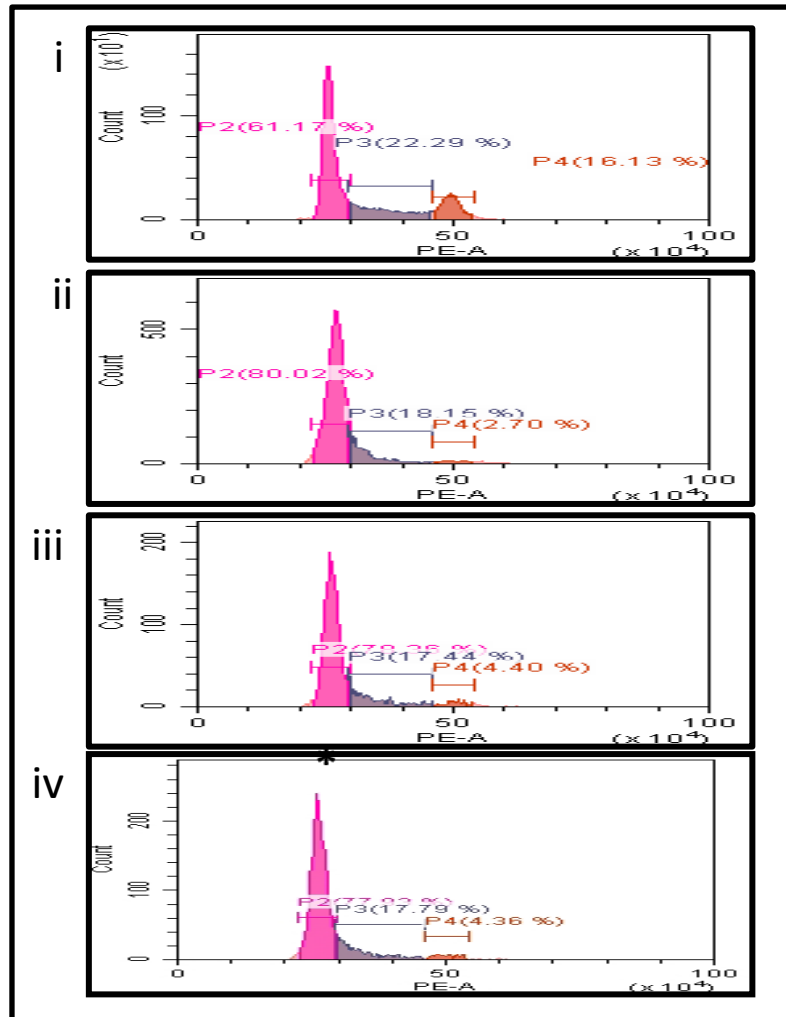 i
(x10¹)
Count
100
0
P2(61.17 %)
P3(22.29 %)
P4(16.13 %)
0 50 100
PE-A (x 10⁴)
ii
Count
500
0
P2(80.02 %)
P3(18.15 %)
P4(2.70 %)
0 50 100
PE-A (x 10⁴)
iii
Count
200
100
0
P3(17.44 %)
P4(4.40 %)
0 50 100
PE-A (x 10⁴)
iv
*
Count
200
100
0
P3(17.79 %)
P4(4.36 %)
0 50 100
PE-A (x 10⁴)